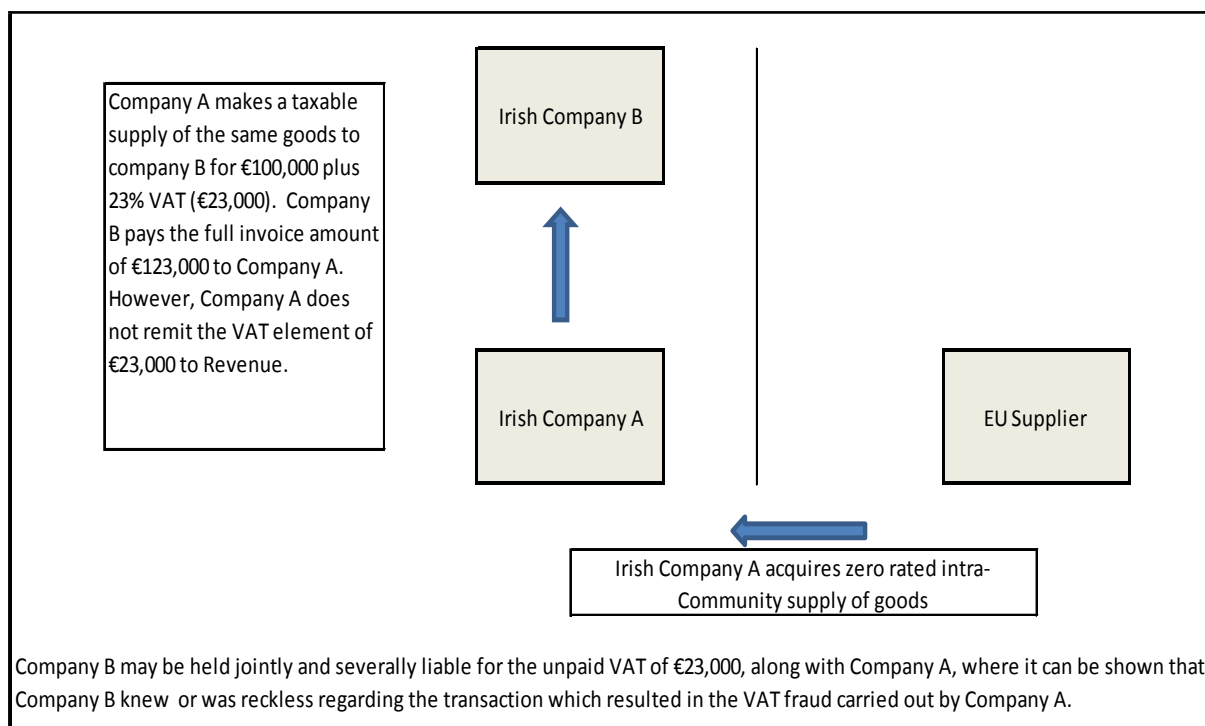 Company A makes a taxable
supply of the same goods to
company B for €100,000 plus
23% VAT (€23,000).  Company
B pays the full invoice amount
of €123,000 to Company A.
However, Company A does
not remit the VAT element of
€23,000 to Revenue.
Irish Company B
Irish Company A
EU Supplier
Irish Company A acquires zero rated intra-
Community supply of goods
Company B may be held jointly and severally liable for the unpaid VAT of €23,000, along with Company A, where it can be shown that
Company B knew  or was reckless regarding the transaction which resulted in the VAT fraud carried out by Company A.